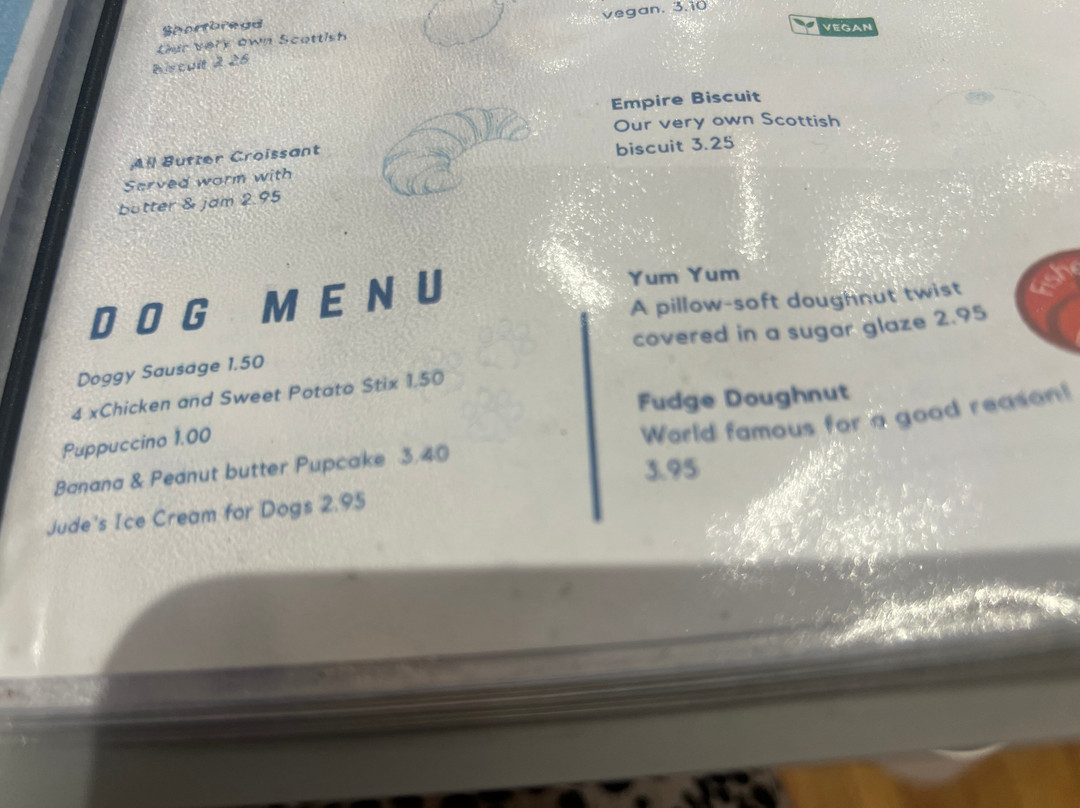 Shortbread
Our very own Scottish
biscuit 2.25
All Butter Croissant
Served warm with
butter & jam 2.95
DOG MENU
Doggy Sausage 1.50
4 xChicken and Sweet Potato Stix 1.50
Puppuccino 1.00
Banana & Peanut butter Pupcake 3.40
Jude's Ice Cream for Dogs 2.95
vegan. 3.10
VEGAN
Empire Biscuit
Our very own Scottish
biscuit 3.25
Yum Yum
A pillow-soft doughnut twist
covered in a sugar glaze 2.95
Fudge Doughnut
World famous for a good reason!
3.95